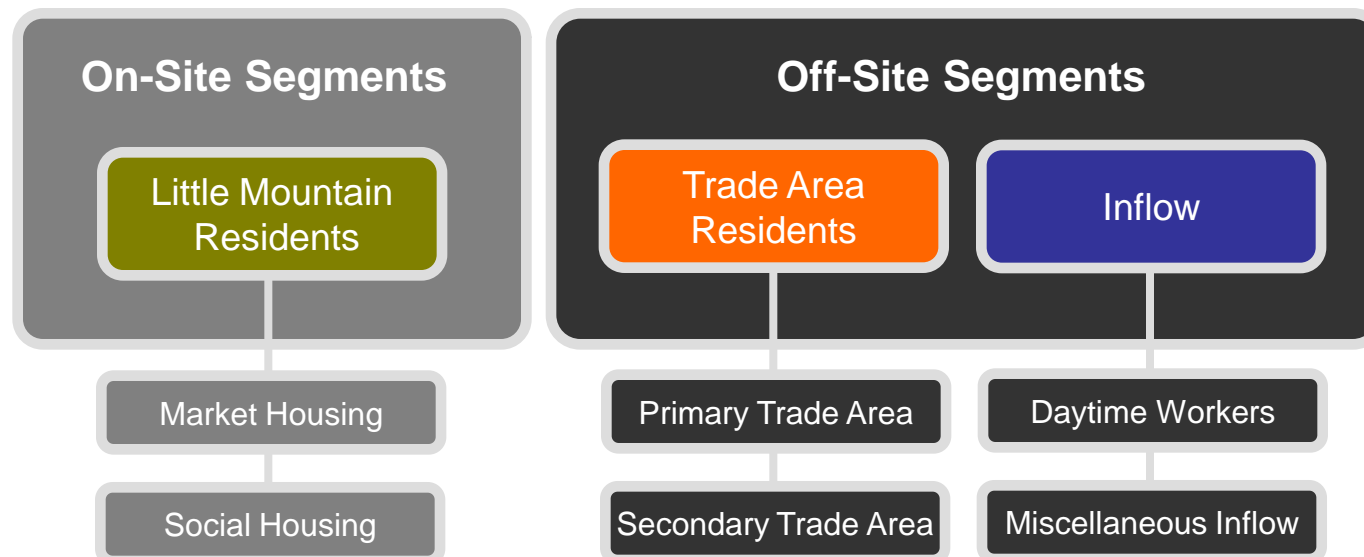 On-Site Segments
Little Mountain
Residents
Market Housing
Social Housing
Off-Site Segments
Trade Area
Residents
Primary Trade Area
Secondary Trade Area
Inflow
Daytime Workers
Miscellaneous Inflow